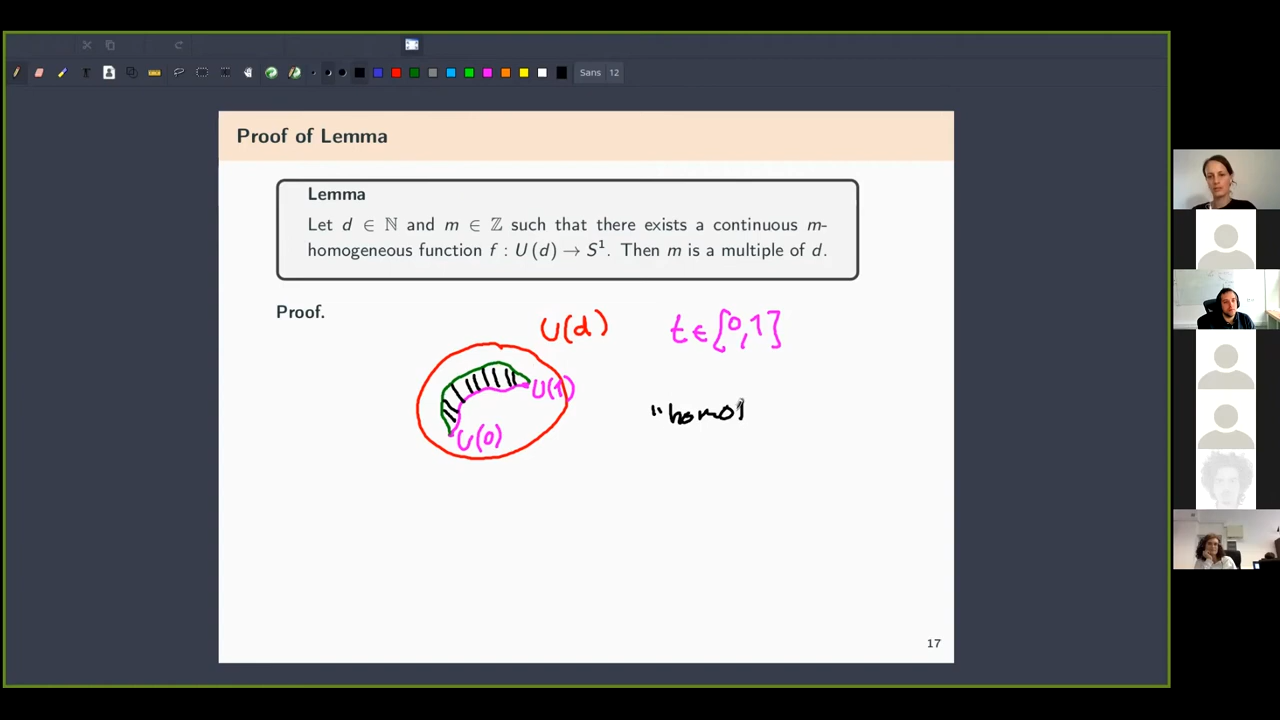 Sans 12
Proof of Lemma
Lemma
Let d ∈ ℕ and m ∈ ℤ such that there exists a continuous m-
homogeneous function f : U(d) → S¹. Then m is a multiple of d.
Proof.
U(d)
t ∈ [0,1]
U(1)
"homo
U(0)
17